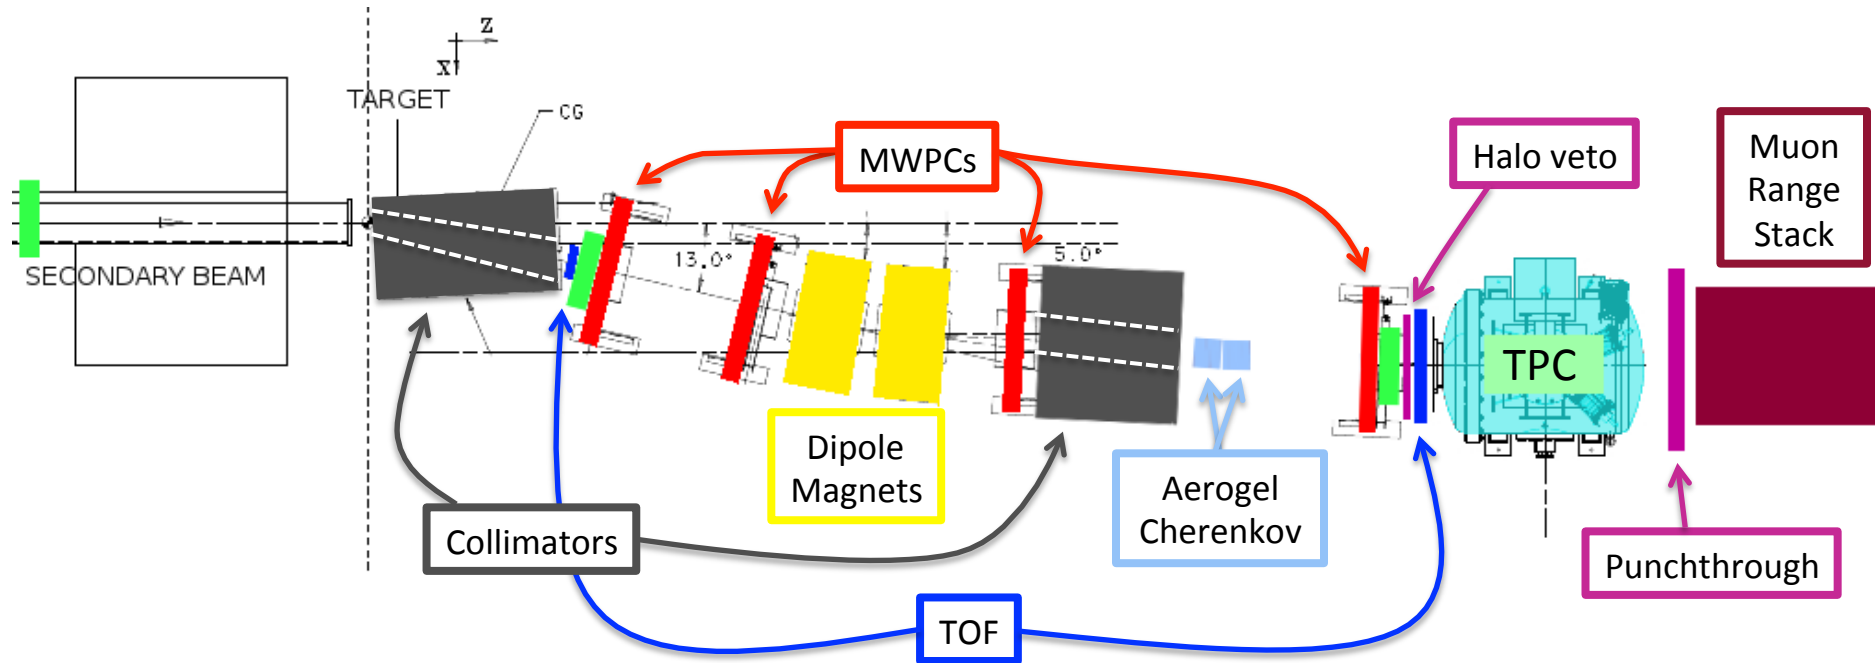 Z
X
TARGET
CG
SECONDARY BEAM
13.0°
MWPCs
5.0°
Halo veto
Muon
Range
Stack
TPC
Dipole
Magnets
Aerogel
Cherenkov
Collimators
Punchthrough
TOF